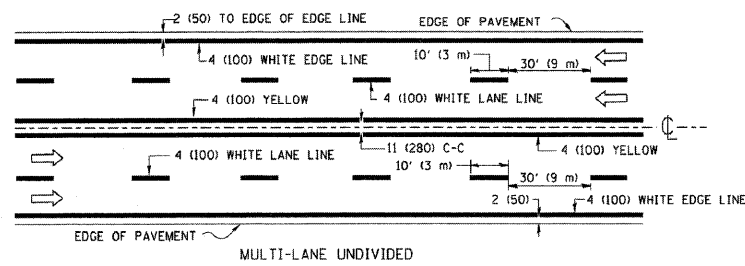 2 (50) TO EDGE OF EDGE LINE
EDGE OF PAVEMENT
4 (100) WHITE EDGE LINE
10' (3 m)
30' (9 m)
4 (100) YELLOW
4 (100) WHITE LANE LINE
℄
11 (280) C-C
4 (100) YELLOW
4 (100) WHITE LANE LINE
10' (3 m)
30' (9 m)
2 (50)
4 (100) WHITE EDGE LINE
EDGE OF PAVEMENT
MULTI-LANE UNDIVIDED